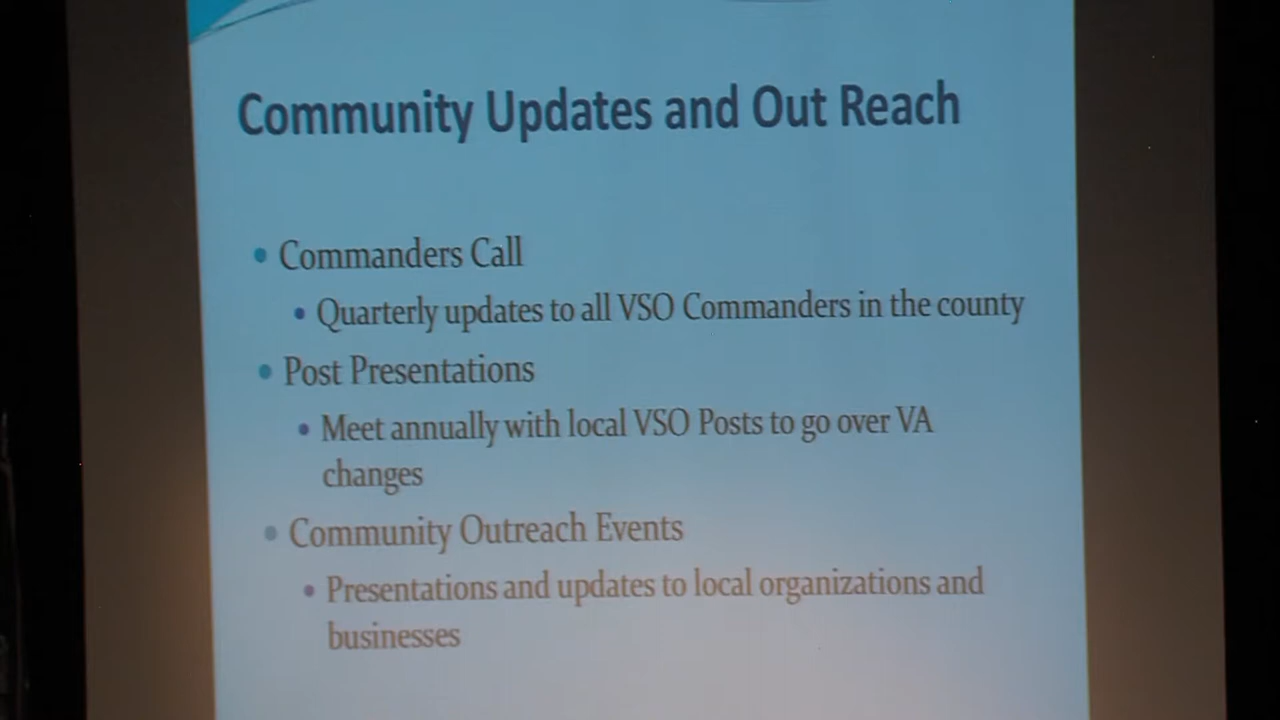 Community Updates and Out Reach
• Commanders Call
• Quarterly updates to all VSO Commanders in the county
• Post Presentations
• Meet annually with local VSO Posts to go over VA
changes
• Community Outreach Events
• Presentations and updates to local organizations and
businesses